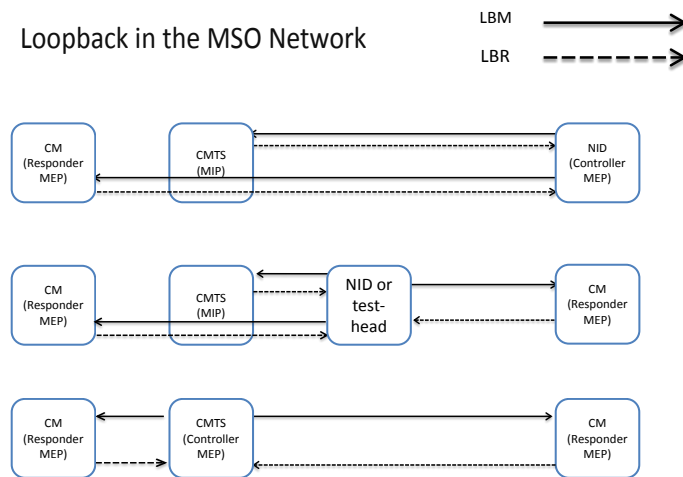 Loopback in the MSO Network
LBM
LBR
CM
(Responder
MEP)
CMTS
(MIP)
NID
(Controller
MEP)
CM
(Responder
MEP)
CMTS
(MIP)
NID or
test-
head
CM
(Responder
MEP)
CM
(Responder
MEP)
CMTS
(Controller
MEP)
CM
(Responder
MEP)